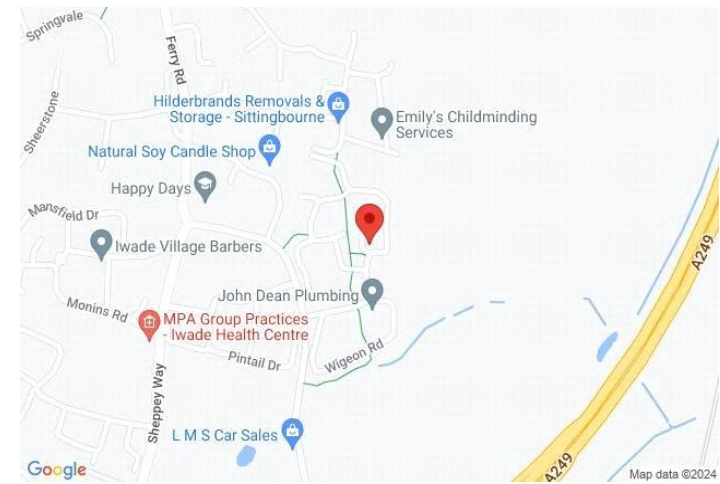 Springvale
Ferry Rd
Sheerstone
Hilderbrands Removals &
Storage - Sittingbourne
Emily's Childminding
Services
Natural Soy Candle Shop
Happy Days
Mansfield Dr
Iwade Village Barbers
A249
John Dean Plumbing
Monins Rd
MPA Group Practices
- Iwade Health Centre
Pintail Dr
Wigeon Rd
Sheppey Way
L M S Car Sales
A249
Google
Map data ©2024